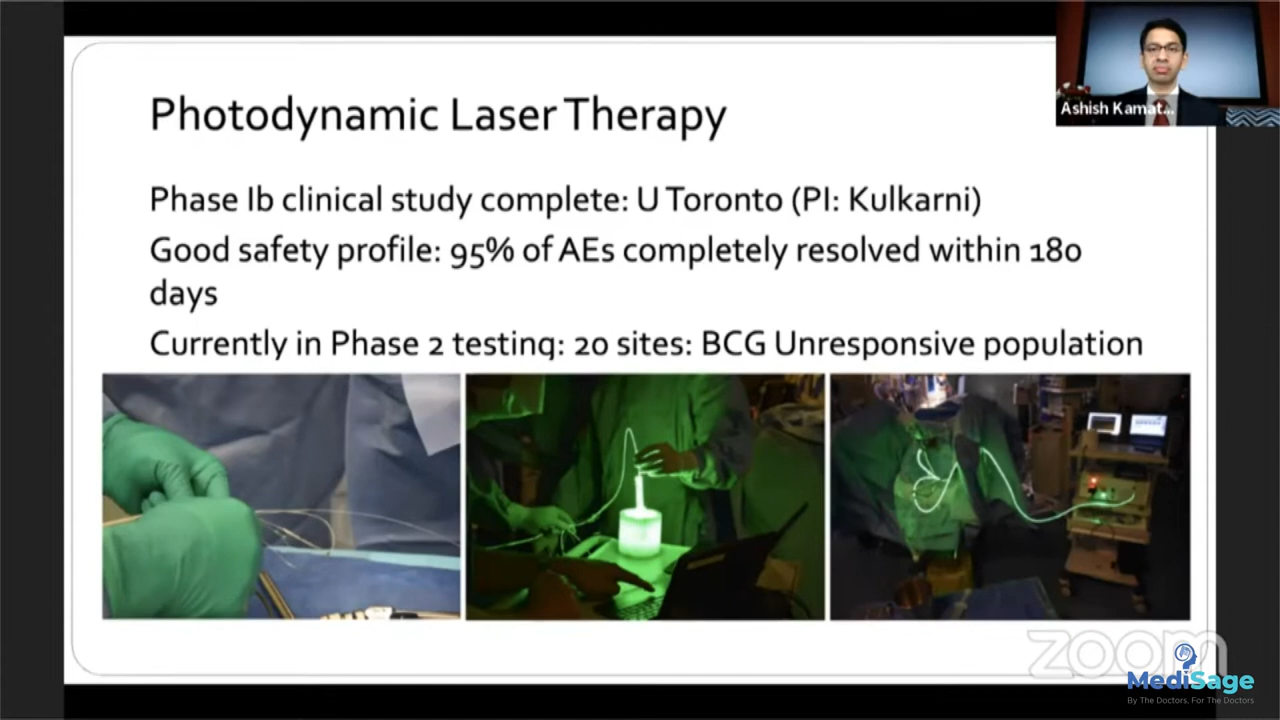 Photodynamic Laser Therapy
Ashish Kamat...
Phase Ib clinical study complete: U Toronto (PI: Kulkarni)
Good safety profile: 95% of AEs completely resolved within 180
days
Currently in Phase 2 testing: 20 sites: BCG Unresponsive population
zoom
MediSage
By The Doctors, For The Doctors